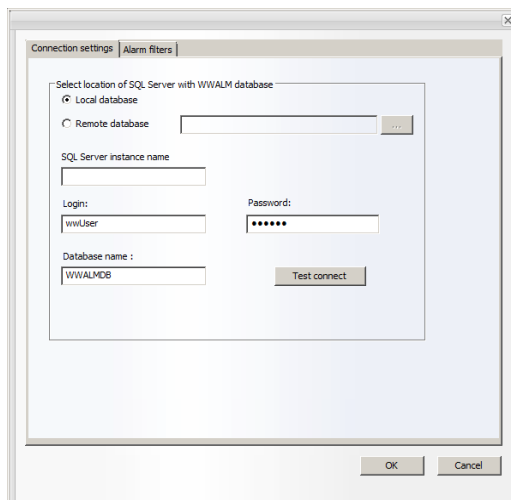 Connection settings
Alarm filters
Select location of SQL Server with WWALM database
Local database
Remote database
...
SQL Server instance name
Login:
Password:
wwUser
••••••
Database name :
WWALMDB
Test connect
OK
Cancel